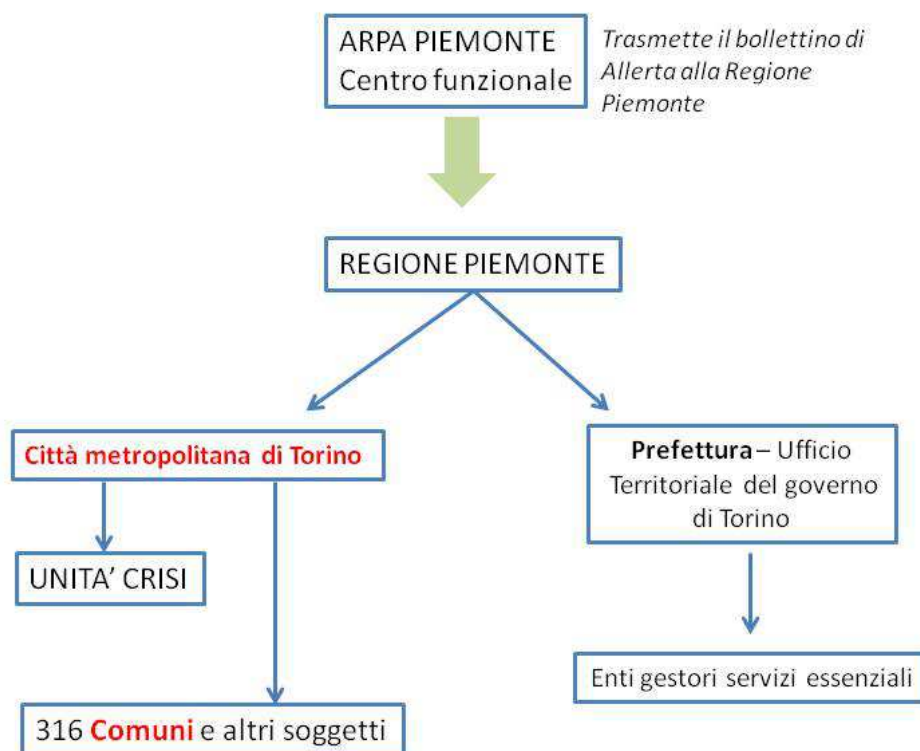 ARPA PIEMONTE
Centro funzionale
Trasmette il bollettino di
Allerta alla Regione
Piemonte
REGIONE PIEMONTE
Città metropolitana di Torino
Prefettura – Ufficio
Territoriale del governo
di Torino
UNITA’ CRISI
Enti gestori servizi essenziali
316 Comuni e altri soggetti